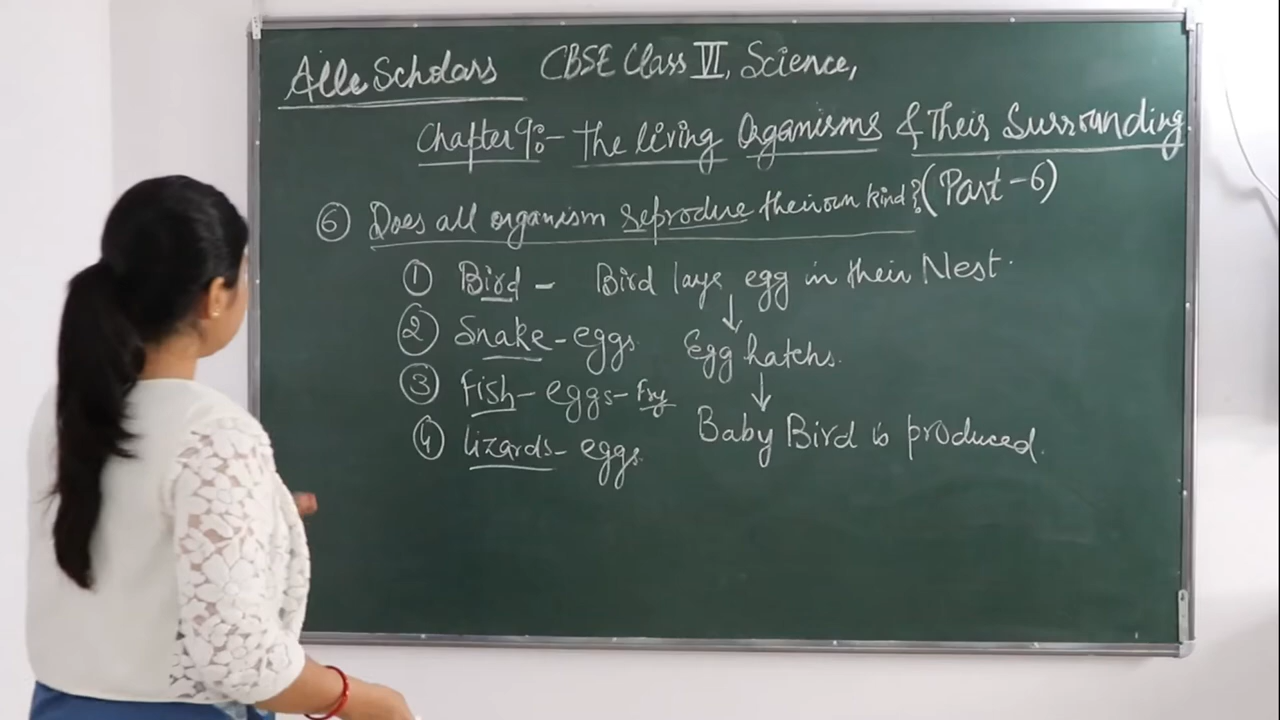 Alle Scholars CBSE Class VI, Science,
Chapter 9:- The living Organisms & Their Surrounding
(Part-6)
⑥ Does all organism reproduce their own kind?
① Bird - Bird lays egg in their Nest.
↓
② Snake - eggs. Egg hatchs.
↓
③ Fish - eggs - Fry
④ lizards - eggs. Baby Bird is produced.